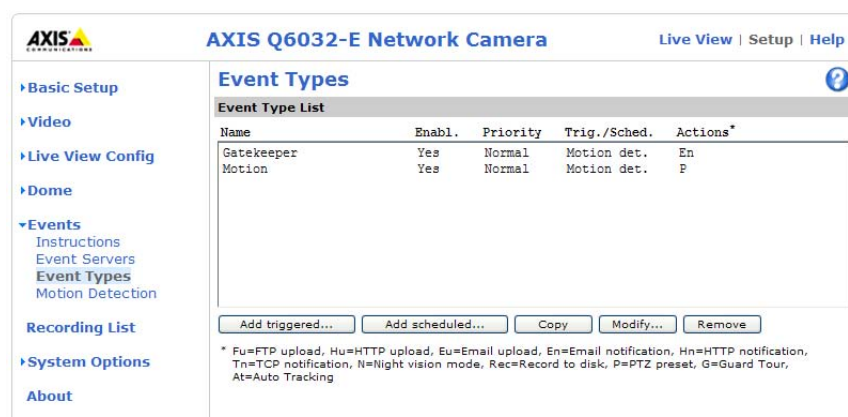 AXIS
COMMUNICATIONS
AXIS Q6032-E Network Camera
Live View | Setup | Help
Basic Setup
Video
Live View Config
Dome
Events
Instructions
Event Servers
Event Types
Motion Detection
Recording List
System Options
About
Event Types
?
Event Type List
Name Enabl. Priority Trig./Sched. Actions*
Gatekeeper Yes Normal Motion det. En
Motion Yes Normal Motion det. P
Add triggered... Add scheduled... Copy Modify... Remove
* Fu=FTP upload, Hu=HTTP upload, Eu=Email upload, En=Email notification, Hn=HTTP notification,
Tn=TCP notification, N=Night vision mode, Rec=Record to disk, P=PTZ preset, G=Guard Tour,
At=Auto Tracking